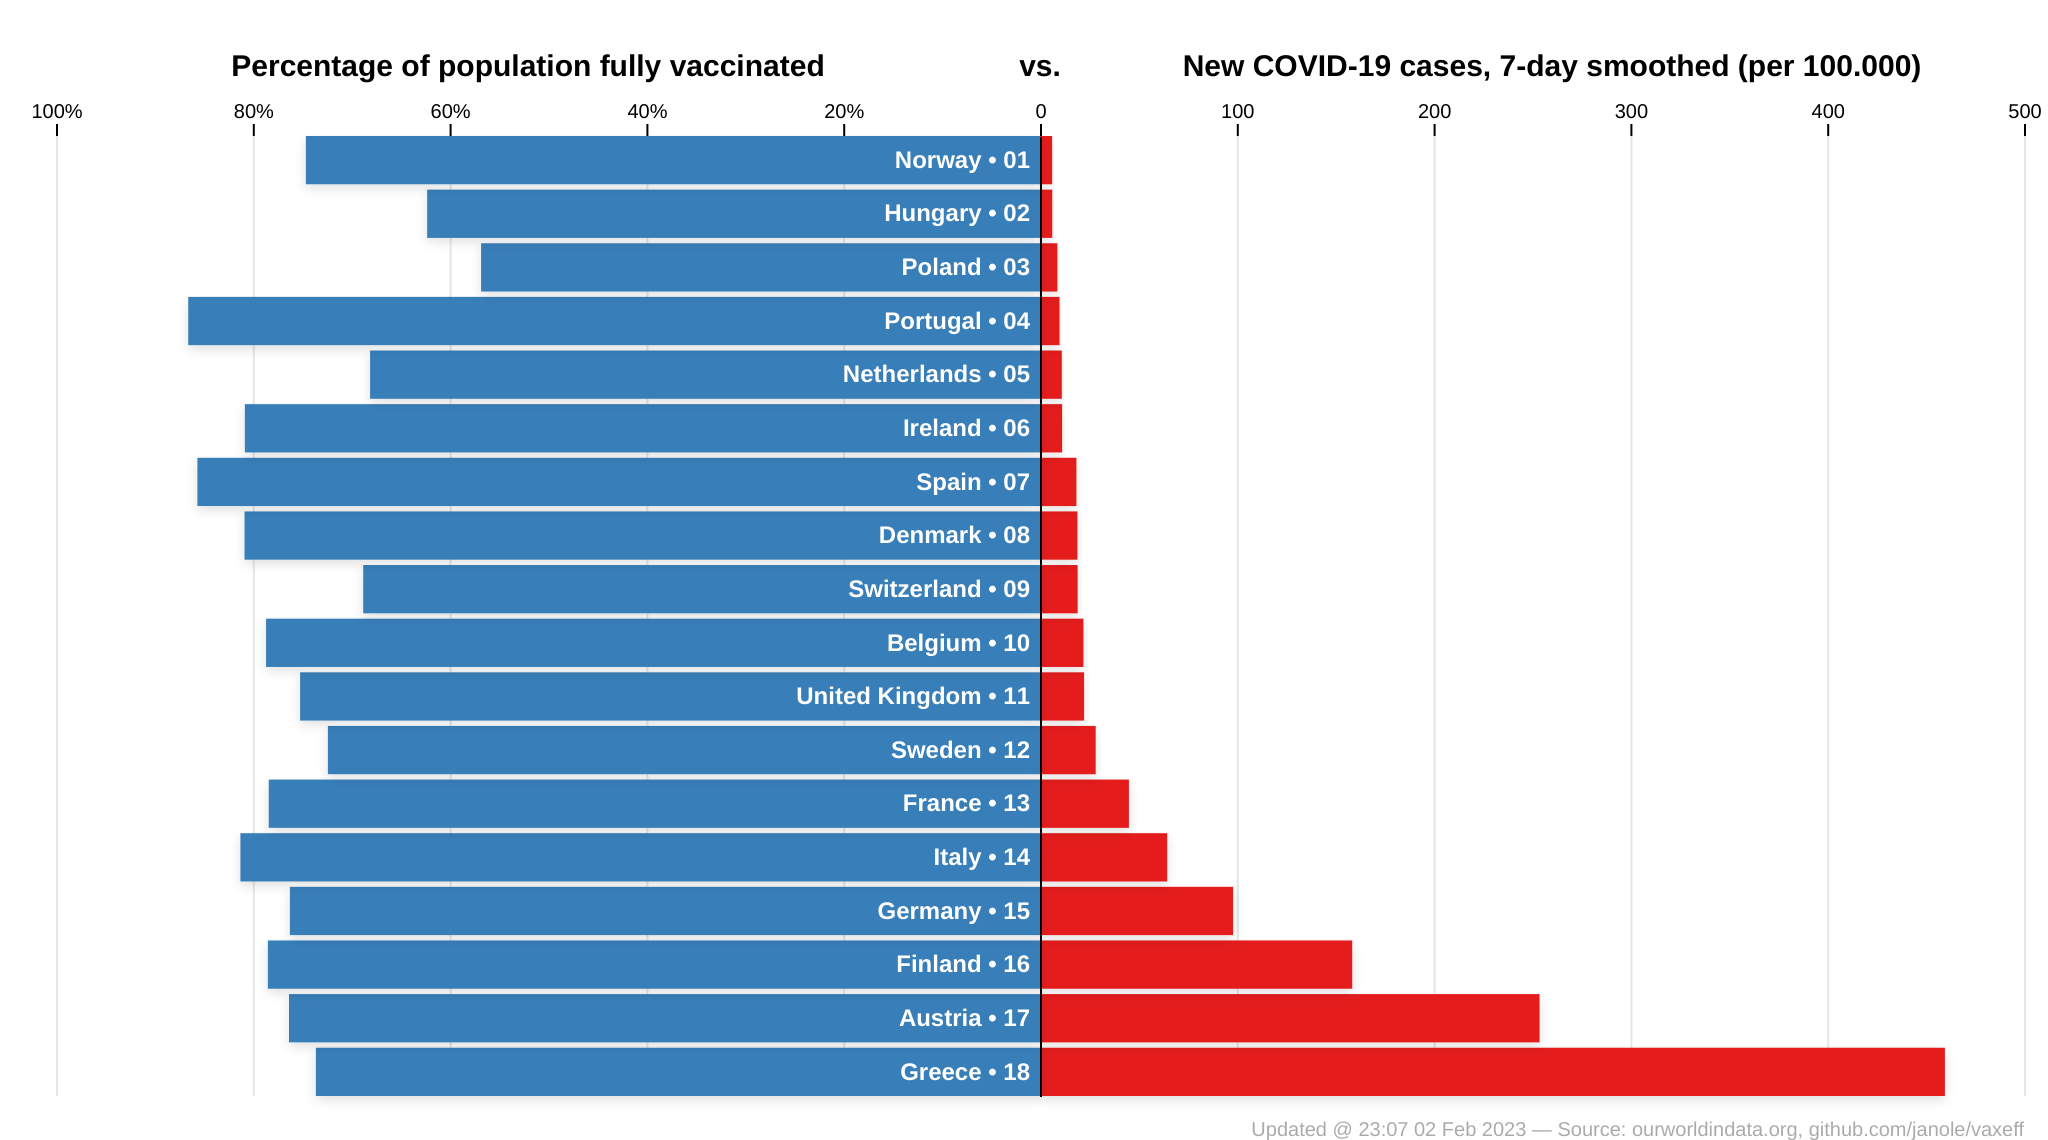 Percentage of population fully vaccinated vs. New COVID-19 cases, 7-day smoothed (per 100.000)
100% 80% 60% 40% 20% 0 100 200 300 400 500
Norway • 01
Hungary • 02
Poland • 03
Portugal • 04
Netherlands • 05
Ireland • 06
Spain • 07
Denmark • 08
Switzerland • 09
Belgium • 10
United Kingdom • 11
Sweden • 12
France • 13
Italy • 14
Germany • 15
Finland • 16
Austria • 17
Greece • 18
Updated @ 23:07 02 Feb 2023 — Source: ourworldindata.org, github.com/janole/vaxeff